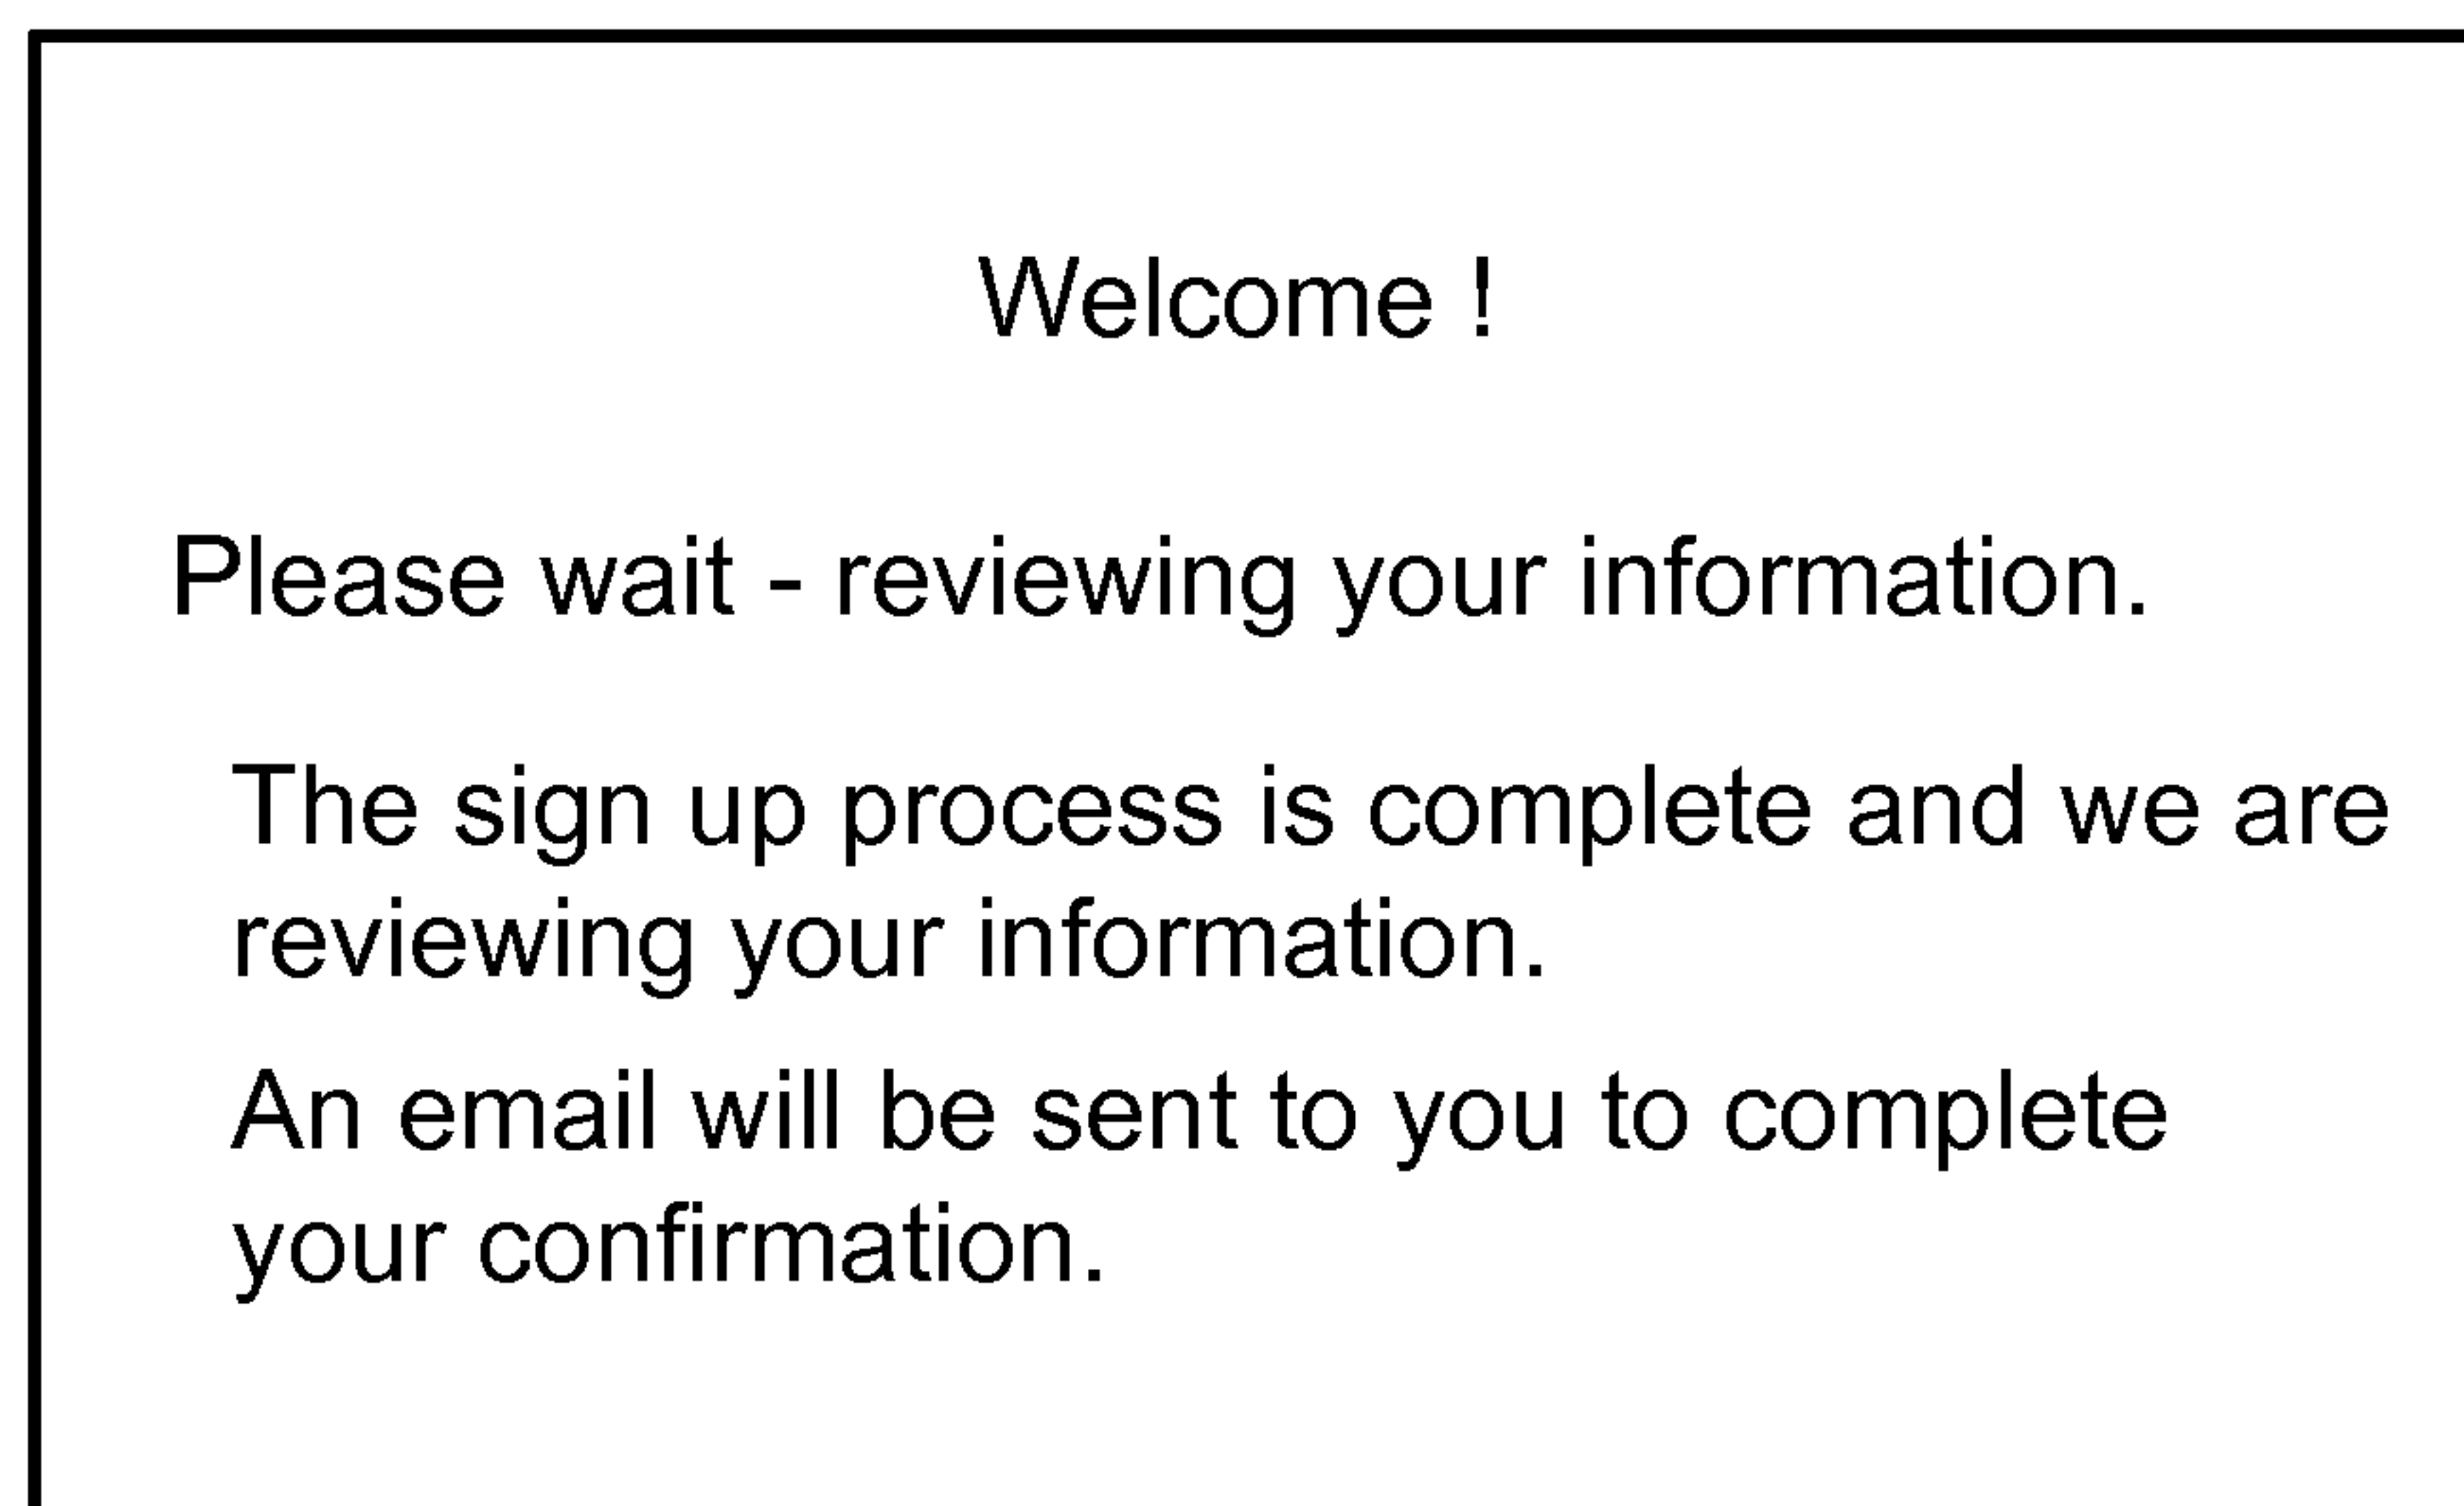 Welcome !
Please wait - reviewing your information.
The sign up process is complete and we are
reviewing your information.
An email will be sent to you to complete
your confirmation.